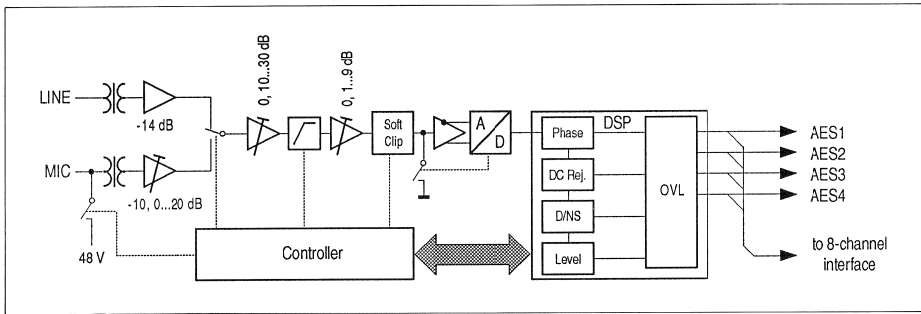 0, 10...30 dB
0, 1...9 dB
LINE
-14 dB
Soft
Clip
A
D
Phase
DSP
AES1
AES2
AES3
AES4
MIC
-10, 0...20 dB
DC Rej.
OVL
D/NS
48 V
Controller
Level
to 8-channel
interface